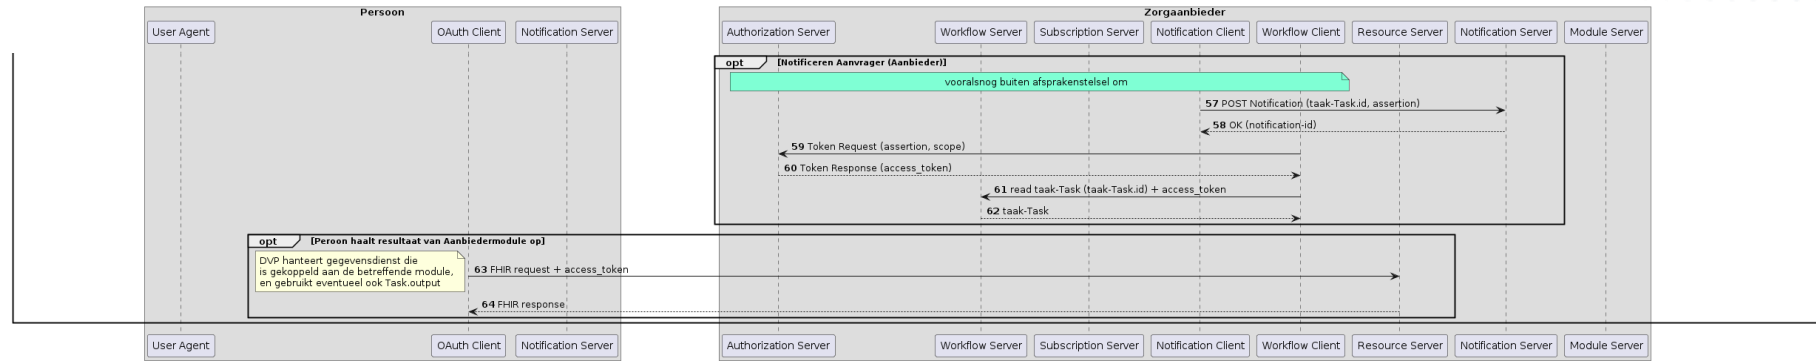 Persoon
Zorgaanbieder
User Agent
OAuth Client
Notification Server
Authorization Server
Workflow Server
Subscription Server
Notification Client
Workflow Client
Resource Server
Notification Server
Module Server
opt
[Notificeren Aanvrager (Aanbieder)]
vooralsnog buiten afsprakenstelsel om
57 POST Notification (taak-Task.id, assertion)
58 OK (notification-id)
59 Token Request (assertion, scope)
60 Token Response (access_token)
61 read taak-Task (taak-Task.id) + access_token
62 taak-Task
opt
[Peroon haalt resultaat van Aanbiedermodule op]
DVP hanteert gegevensdienst die
is gekoppeld aan de betreffende module,
en gebruikt eventueel ook Task.output
63 FHIR request + access_token
64 FHIR response
User Agent
OAuth Client
Notification Server
Authorization Server
Workflow Server
Subscription Server
Notification Client
Workflow Client
Resource Server
Notification Server
Module Server